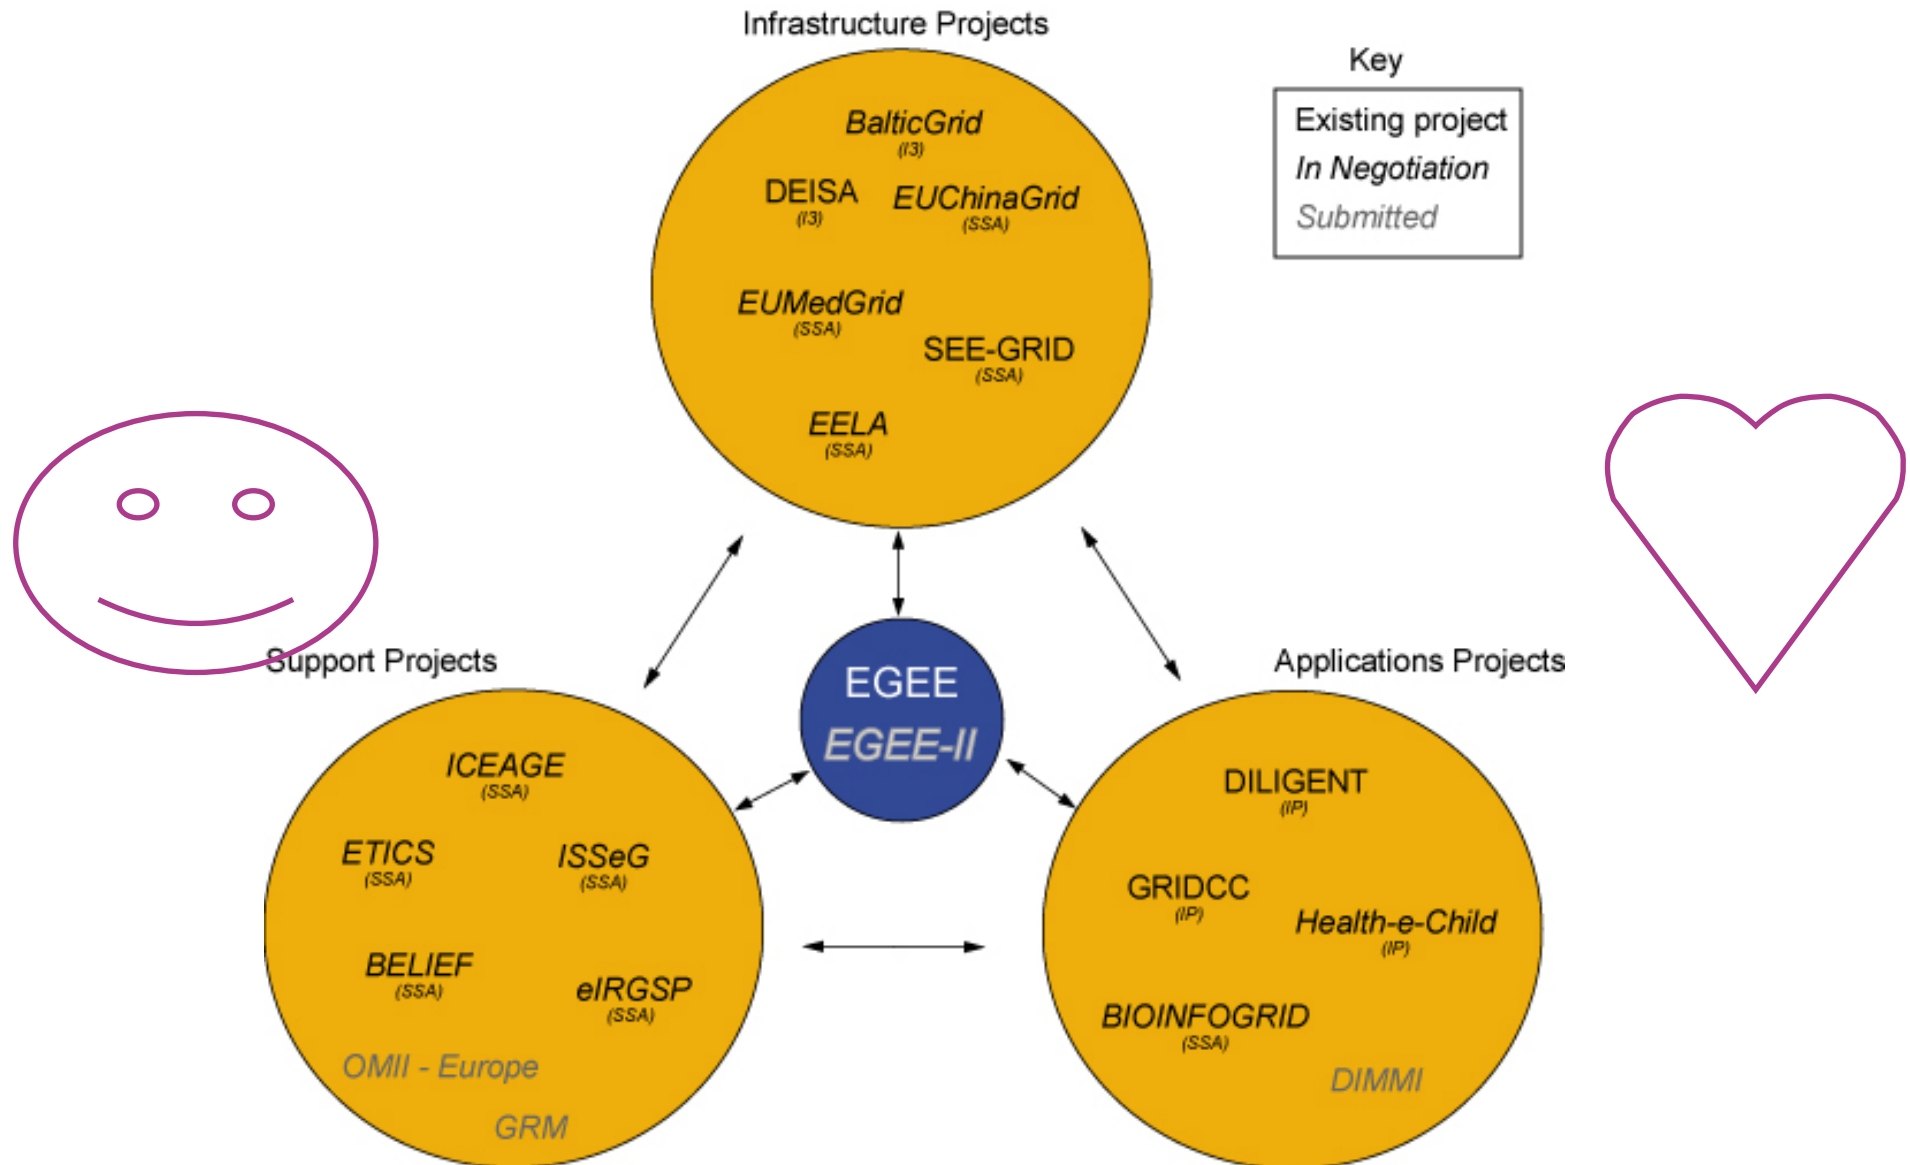 Infrastructure Projects
Key
Existing project
In Negotiation
Submitted
BalticGrid
(I3)
DEISA
(I3)
EUChinaGrid
(SSA)
EUMedGrid
(SSA)
SEE-GRID
(SSA)
EELA
(SSA)
Support Projects
Applications Projects
EGEE
EGEE-II
ICEAGE
(SSA)
ETICS
(SSA)
ISSeG
(SSA)
BELIEF
(SSA)
eIRGSP
(SSA)
OMII - Europe
GRM
DILIGENT
(IP)
GRIDCC
(IP)
Health-e-Child
(IP)
BIOINFOGRID
(SSA)
DIMMI